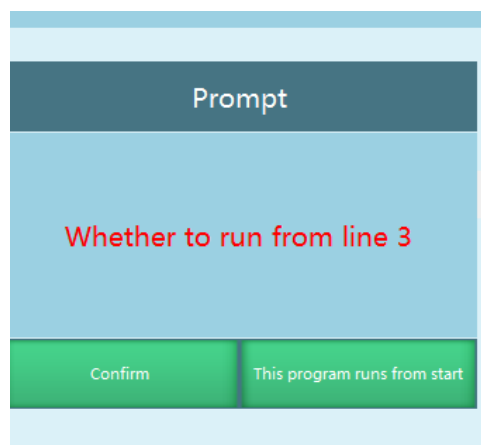 Prompt
Whether to run from line 3
Confirm
This program runs from start